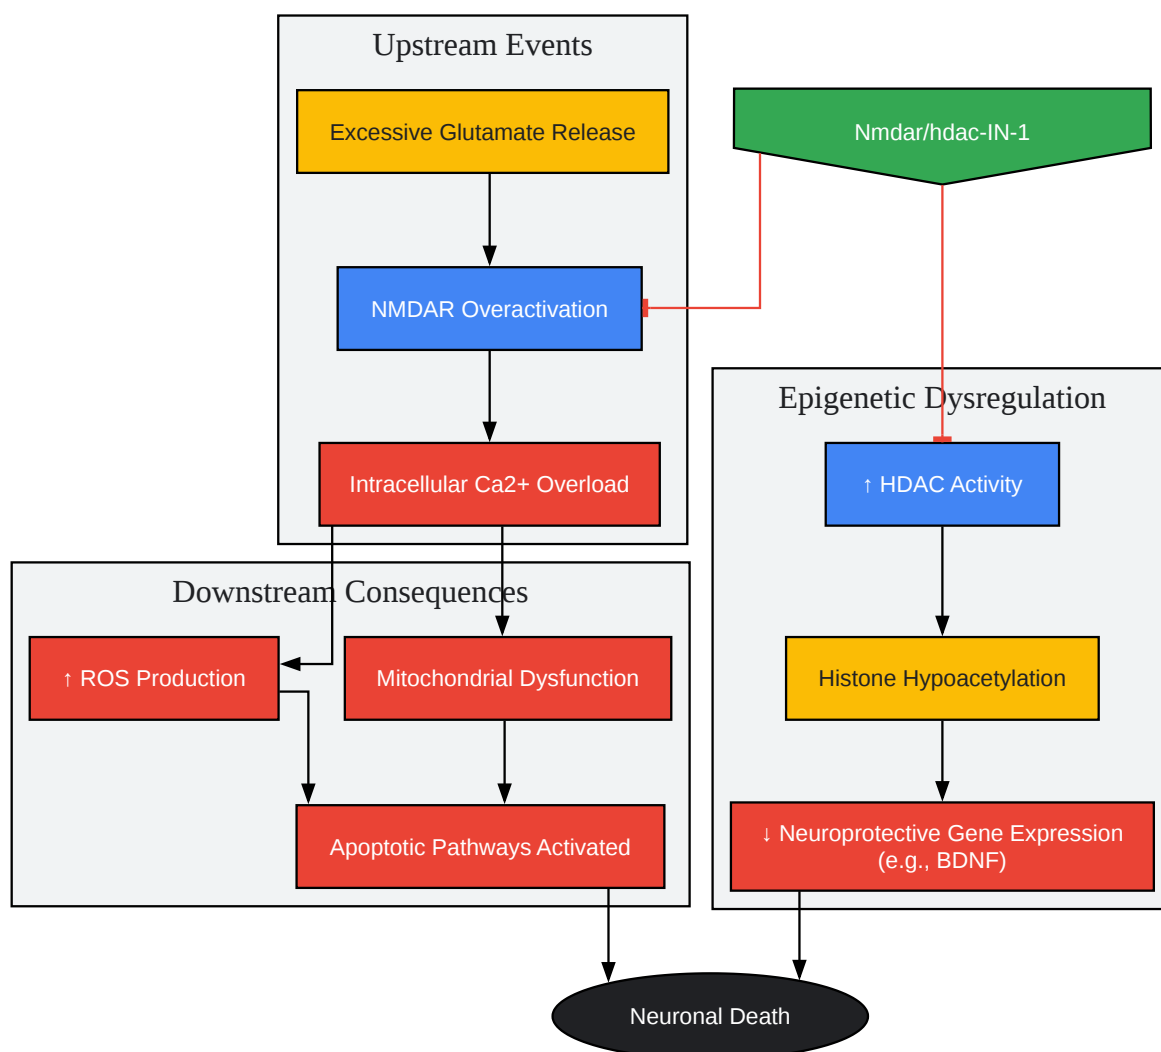 Upstream Events
Excessive Glutamate Release
Nmdar/hdac-IN-1
NMDAR Overactivation
Epigenetic Dysregulation
Intracellular Ca2+ Overload
↑ HDAC Activity
Downstream Consequences
↑ ROS Production
Mitochondrial Dysfunction
Histone Hypoacetylation
Apoptotic Pathways Activated
↓ Neuroprotective Gene Expression
(e.g., BDNF)
Neuronal Death